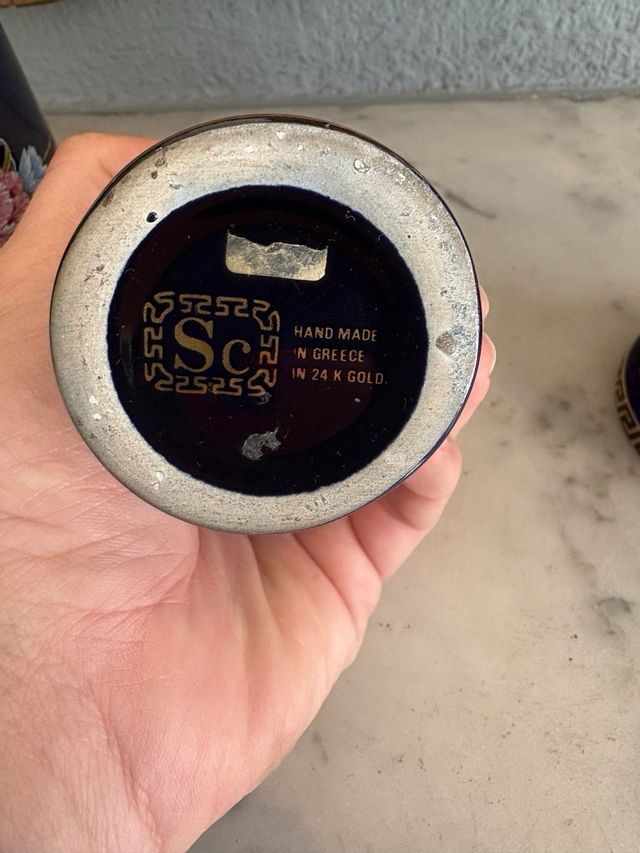 Sc
HAND MADE
IN GREECE
IN 24 K GOLD